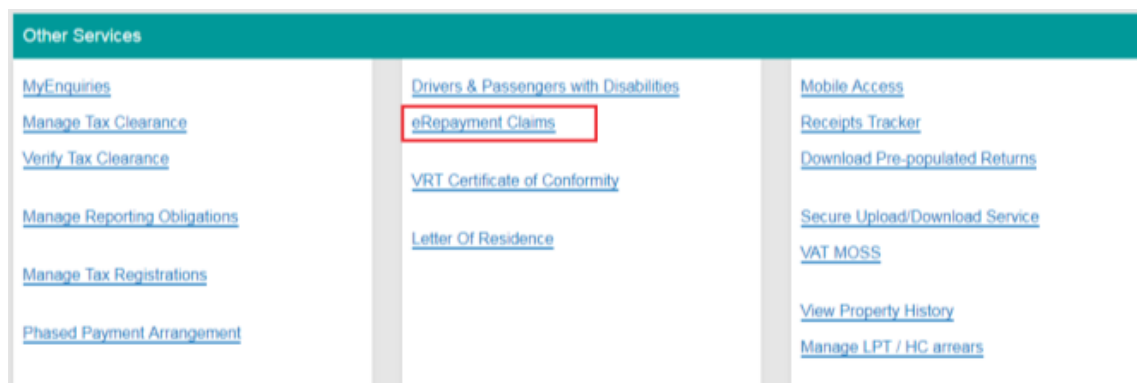 Other Services
MyEnquiries
Manage Tax Clearance
Verify Tax Clearance
Manage Reporting Obligations
Manage Tax Registrations
Phased Payment Arrangement
Drivers & Passengers with Disabilities
eRepayment Claims
VRT Certificate of Conformity
Letter Of Residence
Mobile Access
Receipts Tracker
Download Pre-populated Returns
Secure Upload/Download Service
VAT MOSS
View Property History
Manage LPT / HC arrears